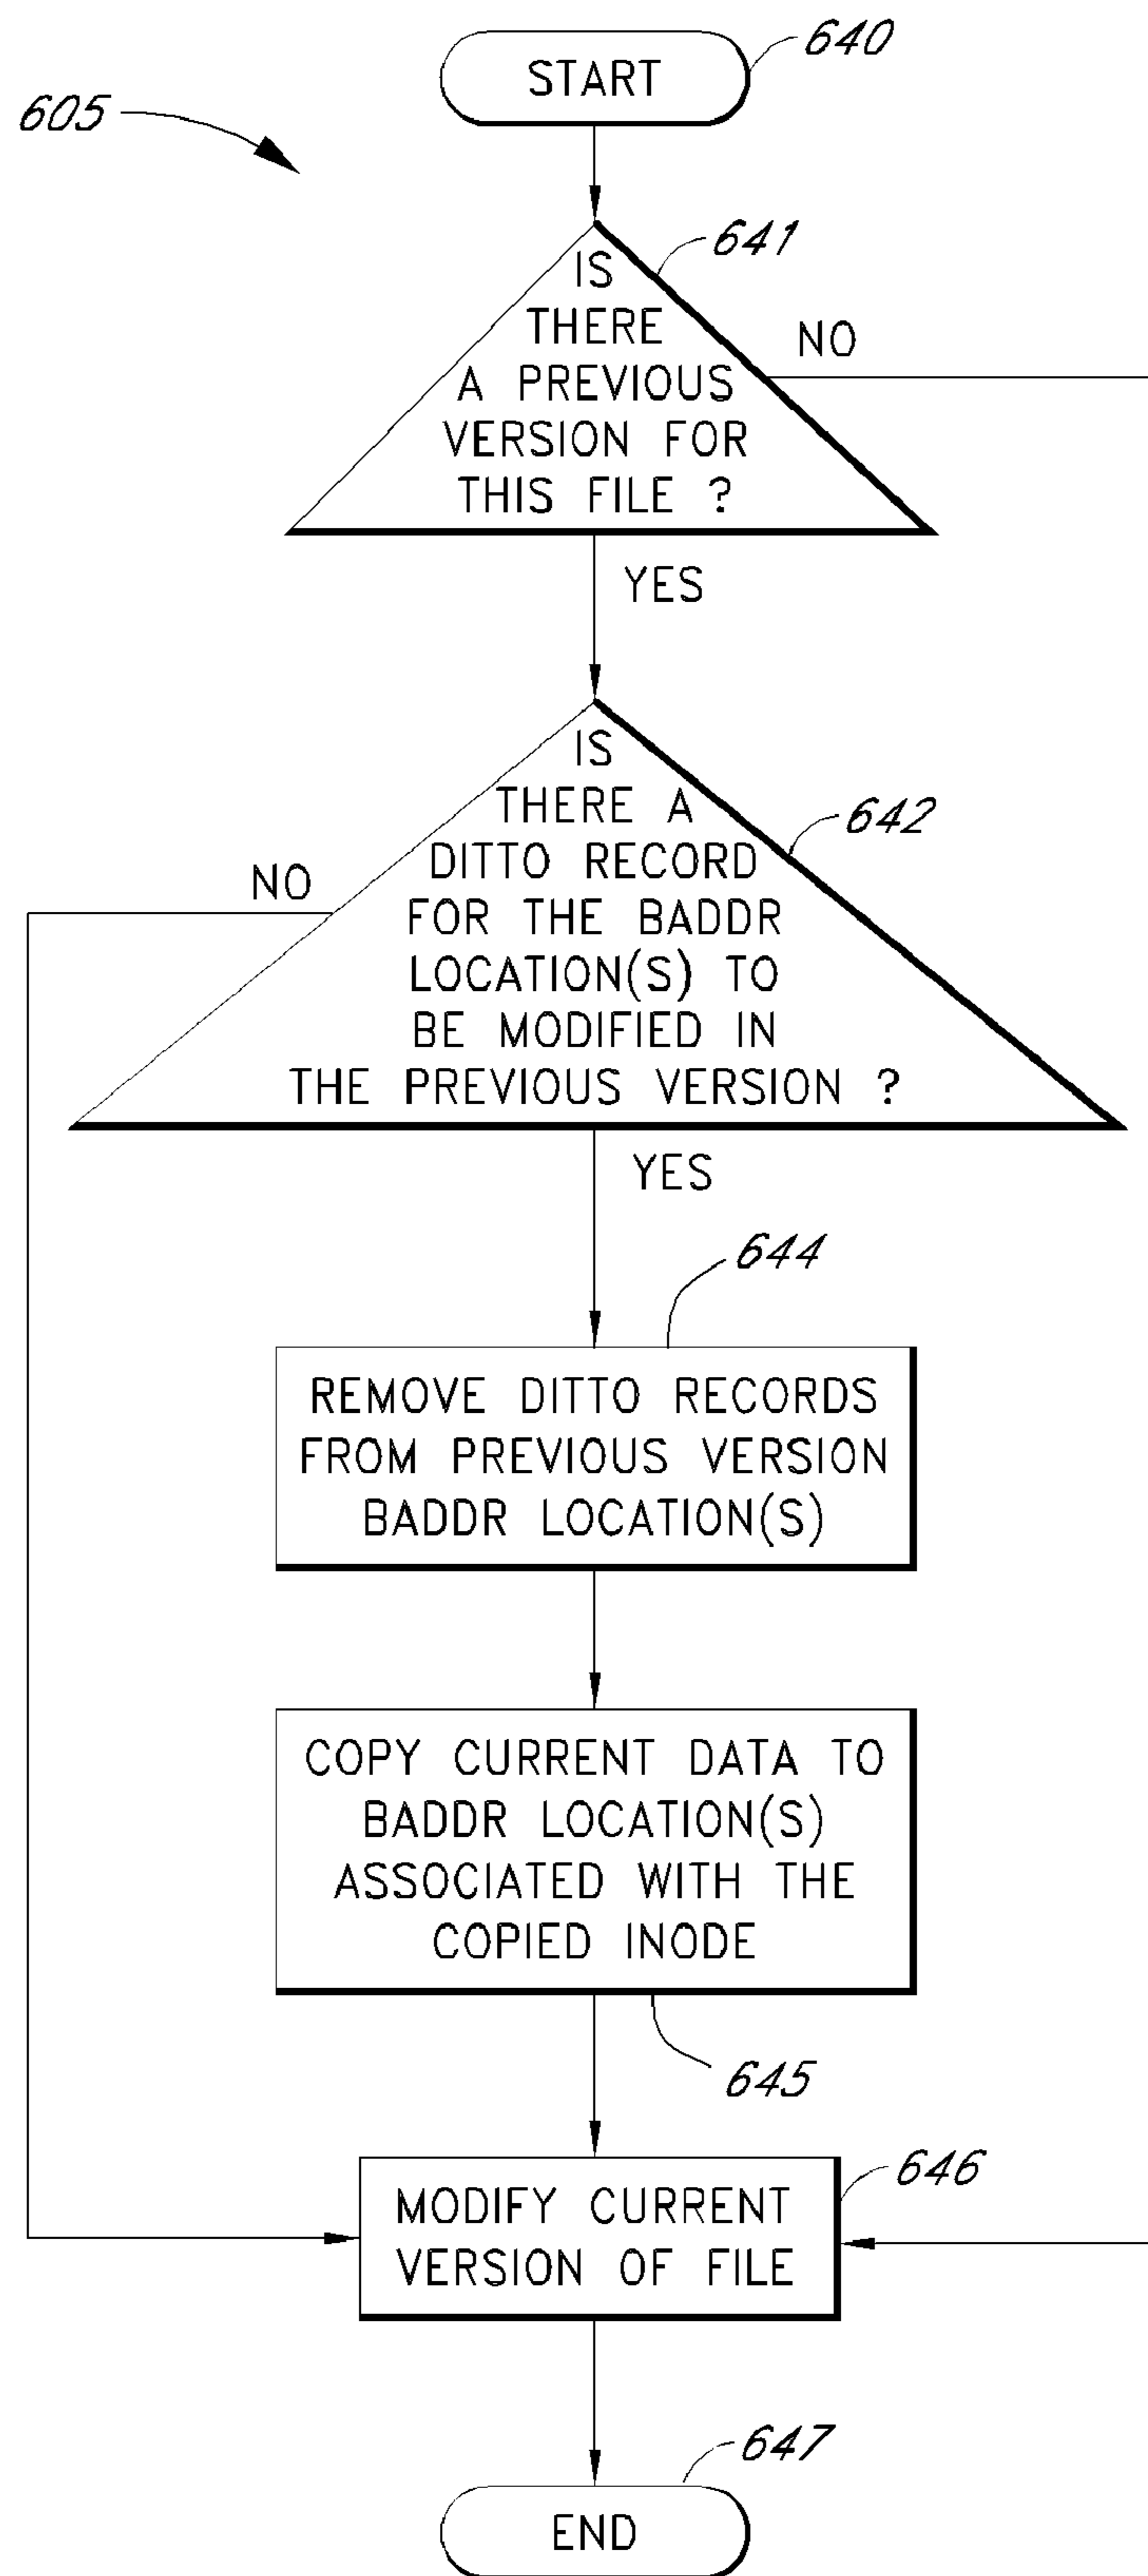 START
640
605
641
IS
THERE
A PREVIOUS
VERSION FOR
THIS FILE ?
NO
YES
IS
THERE A
DITTO RECORD
FOR THE BADDR
LOCATION(S) TO
BE MODIFIED IN
THE PREVIOUS VERSION ?
642
NO
YES
644
REMOVE DITTO RECORDS
FROM PREVIOUS VERSION
BADDR LOCATION(S)
COPY CURRENT DATA TO
BADDR LOCATION(S)
ASSOCIATED WITH THE
COPIED INODE
645
646
MODIFY CURRENT
VERSION OF FILE
647
END